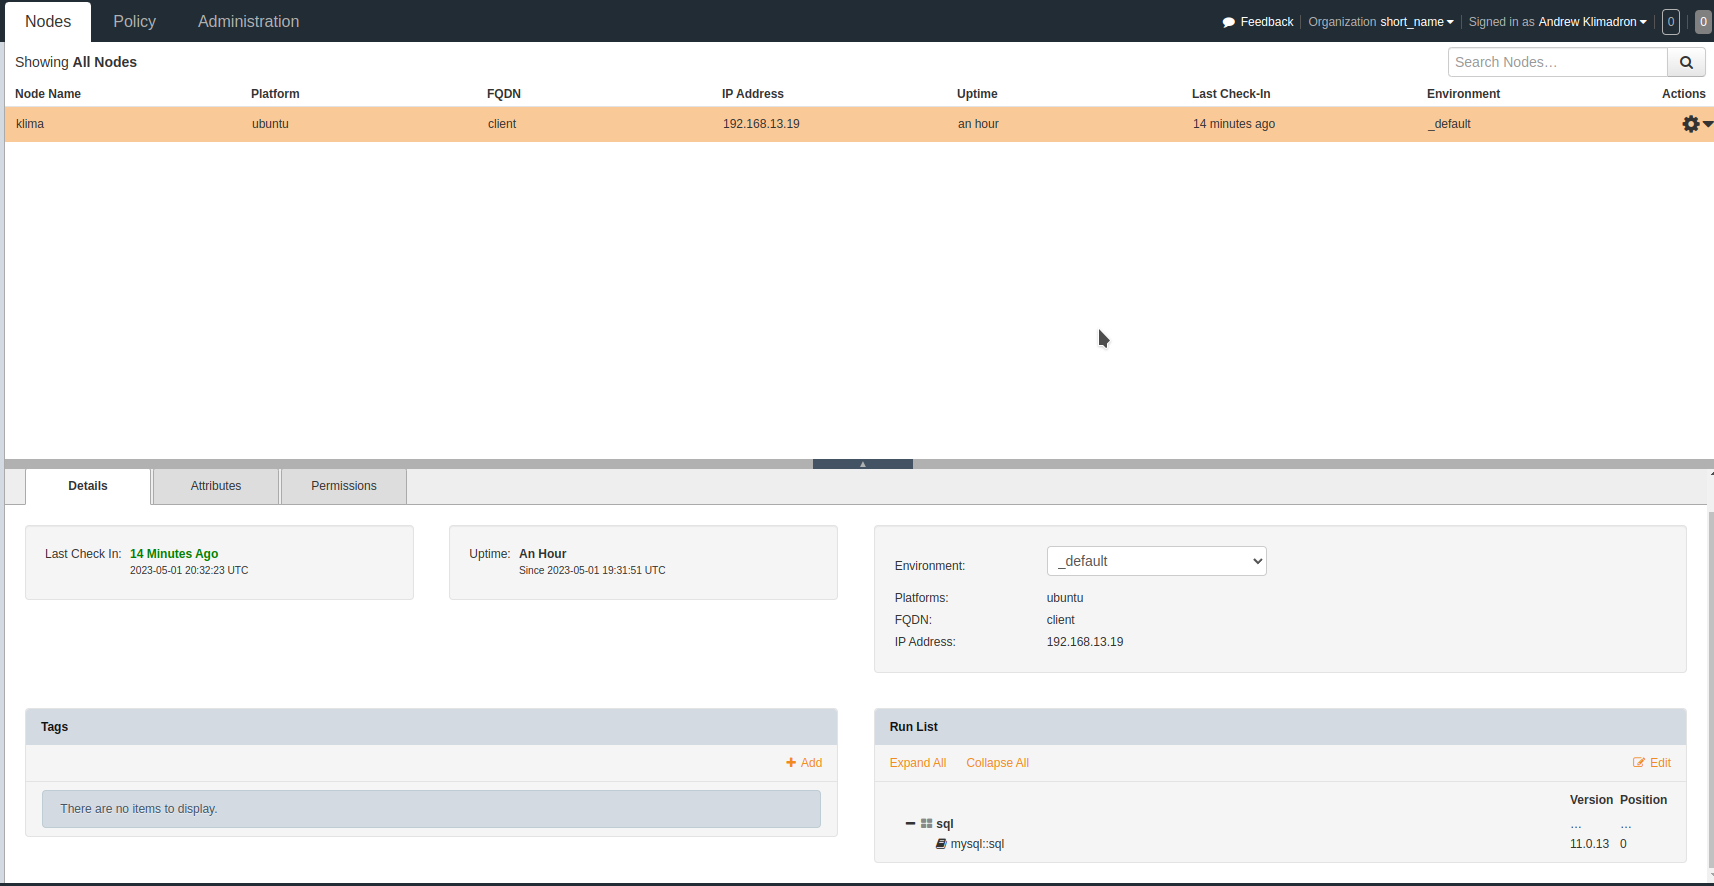 Nodes Policy Administration Feedback Organization short_name Signed in as Andrew Klimadron 0 0
Showing All Nodes Search Nodes…
Node Name Platform FQDN IP Address Uptime Last Check-In Environment Actions
klima ubuntu client 192.168.13.19 an hour 14 minutes ago _default
Details Attributes Permissions
Last Check In: 14 Minutes Ago
2023-05-01 20:32:23 UTC
Uptime: An Hour
Since 2023-05-01 19:31:51 UTC
Environment: _default
Platforms: ubuntu
FQDN: client
IP Address: 192.168.13.19
Tags
Add
There are no items to display.
Run List
Expand All Collapse All Edit
Version Position
sql … …
mysql::sql 11.0.13 0